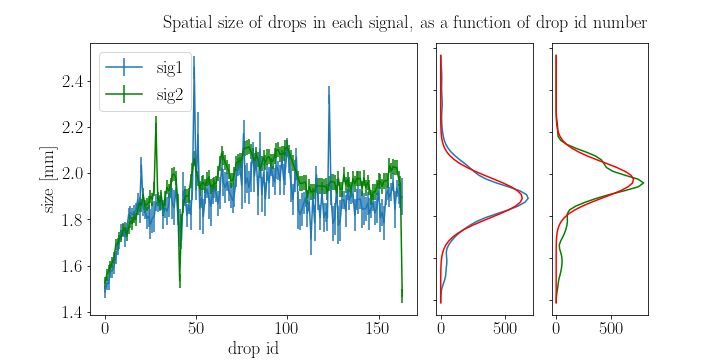 Spatial size of drops in each signal, as a function of drop id number
sig1
sig2
size [mm]
2.4
2.2
2.0
1.8
1.6
1.4
0
50
100
150
0
500
0
500
drop id